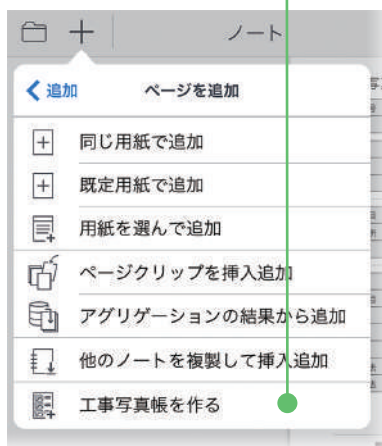 ノート
追加 ページを追加
同じ用紙で追加
既定用紙で追加
用紙を選んで追加
ページクリップを挿入追加
アグリゲーションの結果から追加
他のノートを複製して挿入追加
工事写真帳を作る